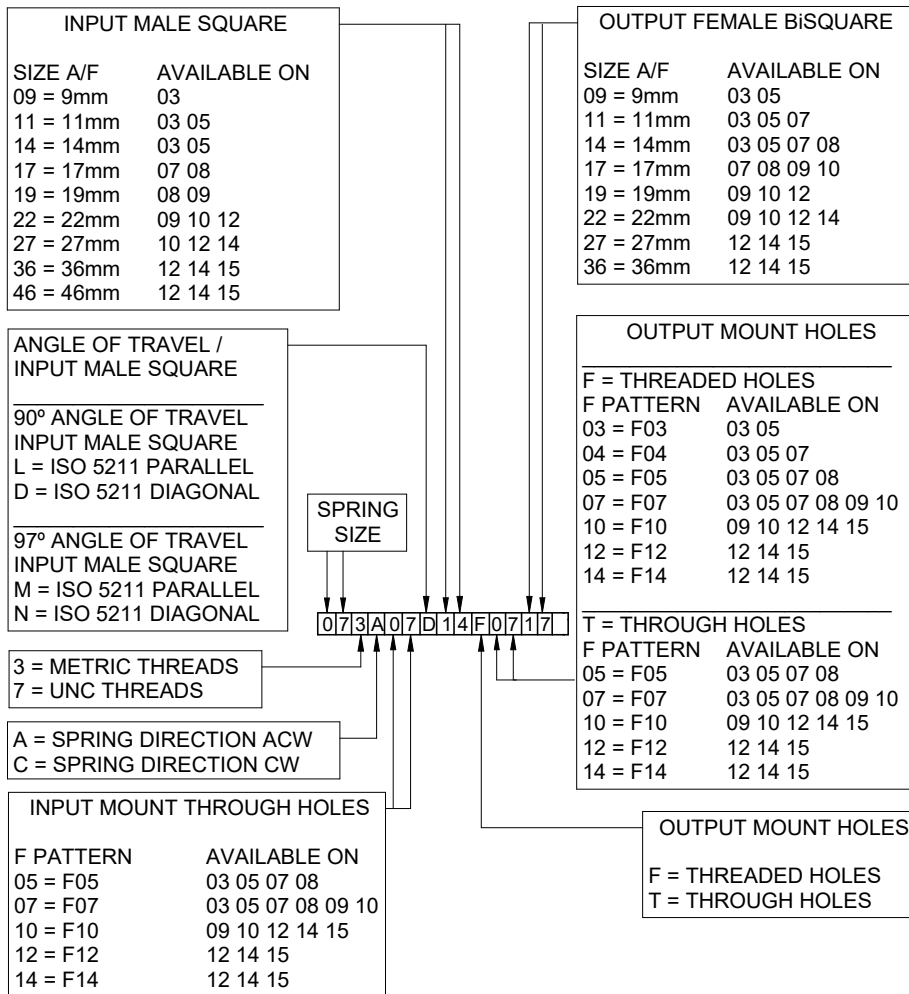 INPUT MALE SQUARE
SIZE A/F AVAILABLE ON
09 = 9mm 03
11 = 11mm 03 05
14 = 14mm 03 05
17 = 17mm 07 08
19 = 19mm 08 09
22 = 22mm 09 10 12
27 = 27mm 10 12 14
36 = 36mm 12 14 15
46 = 46mm 12 14 15
OUTPUT FEMALE BiSQUARE
SIZE A/F AVAILABLE ON
09 = 9mm 03 05
11 = 11mm 03 05 07
14 = 14mm 03 05 07 08
17 = 17mm 07 08 09 10
19 = 19mm 09 10 12
22 = 22mm 09 10 12 14
27 = 27mm 12 14 15
36 = 36mm 12 14 15
ANGLE OF TRAVEL /
INPUT MALE SQUARE
90º ANGLE OF TRAVEL
INPUT MALE SQUARE
L = ISO 5211 PARALLEL
D = ISO 5211 DIAGONAL
97º ANGLE OF TRAVEL
INPUT MALE SQUARE
M = ISO 5211 PARALLEL
N = ISO 5211 DIAGONAL
SPRING
SIZE
073A07D14F0717
OUTPUT MOUNT HOLES
F = THREADED HOLES
F PATTERN AVAILABLE ON
03 = F03 03 05
04 = F04 03 05 07
05 = F05 03 05 07 08
07 = F07 03 05 07 08 09 10
10 = F10 09 10 12 14 15
12 = F12 12 14 15
14 = F14 12 14 15
T = THROUGH HOLES
F PATTERN AVAILABLE ON
05 = F05 03 05 07 08
07 = F07 03 05 07 08 09 10
10 = F10 09 10 12 14 15
12 = F12 12 14 15
14 = F14 12 14 15
3 = METRIC THREADS
7 = UNC THREADS
A = SPRING DIRECTION ACW
C = SPRING DIRECTION CW
INPUT MOUNT THROUGH HOLES
F PATTERN AVAILABLE ON
05 = F05 03 05 07 08
07 = F07 03 05 07 08 09 10
10 = F10 09 10 12 14 15
12 = F12 12 14 15
14 = F14 12 14 15
OUTPUT MOUNT HOLES
F = THREADED HOLES
T = THROUGH HOLES